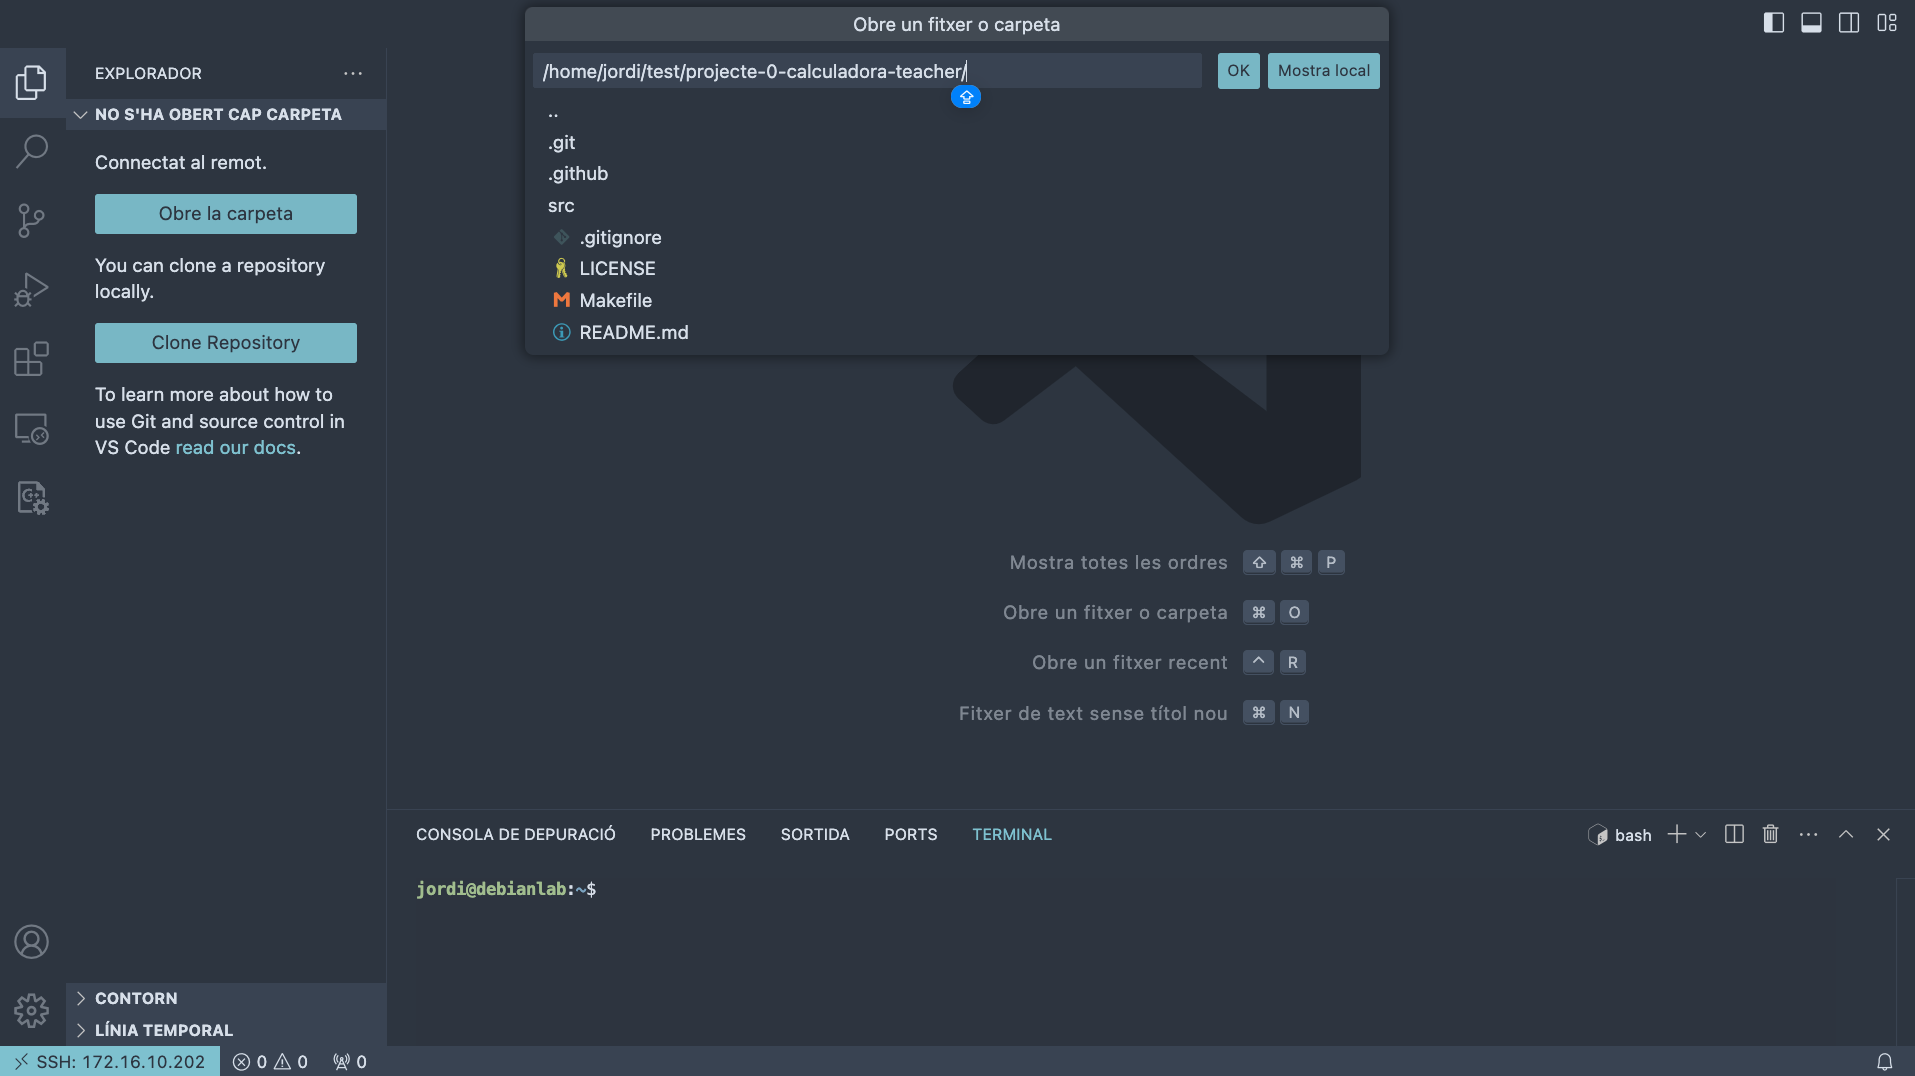 Obre un fitxer o carpeta
/home/jordi/test/projecte-0-calculadora-teacher/
OK
Mostra local
..
.git
.github
src
.gitignore
LICENSE
Makefile
README.md
EXPLORADOR
NO S'HA OBERT CAP CARPETA
Connectat al remot.
Obre la carpeta
You can clone a repository
locally.
Clone Repository
To learn more about how to
use Git and source control in
VS Code read our docs.
Mostra totes les ordres ⇧ ⌘ P
Obre un fitxer o carpeta ⌘ O
Obre un fitxer recent ^ R
Fitxer de text sense títol nou ⌘ N
CONSOLA DE DEPURACIÓ PROBLEMES SORTIDA PORTS TERMINAL
bash
jordi@debianlab:~$
CONTORN
LÍNIA TEMPORAL
SSH: 172.16.10.202 0 0 0